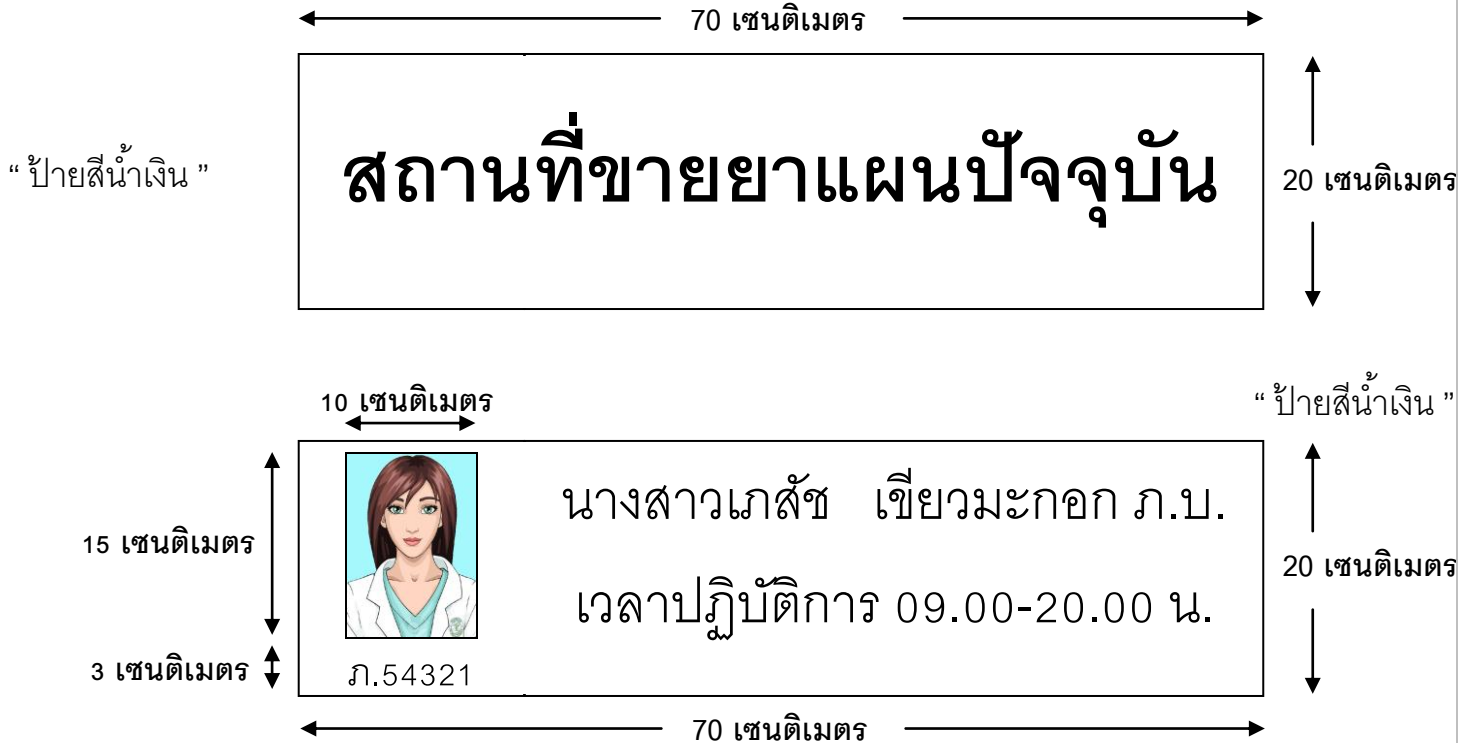 70 เซนติเมตร
สถานที่ขายยาแผนปัจจุบัน
“ ป้ายสีน้ำเงิน ”
20 เซนติเมตร
10 เซนติเมตร
“ ป้ายสีน้ำเงิน ”
นางสาวเภสัช เขียวมะกอก ภ.บ.
15 เซนติเมตร
20 เซนติเมตร
เวลาปฏิบัติการ 09.00-20.00 น.
3 เซนติเมตร
ภ.54321
70 เซนติเมตร